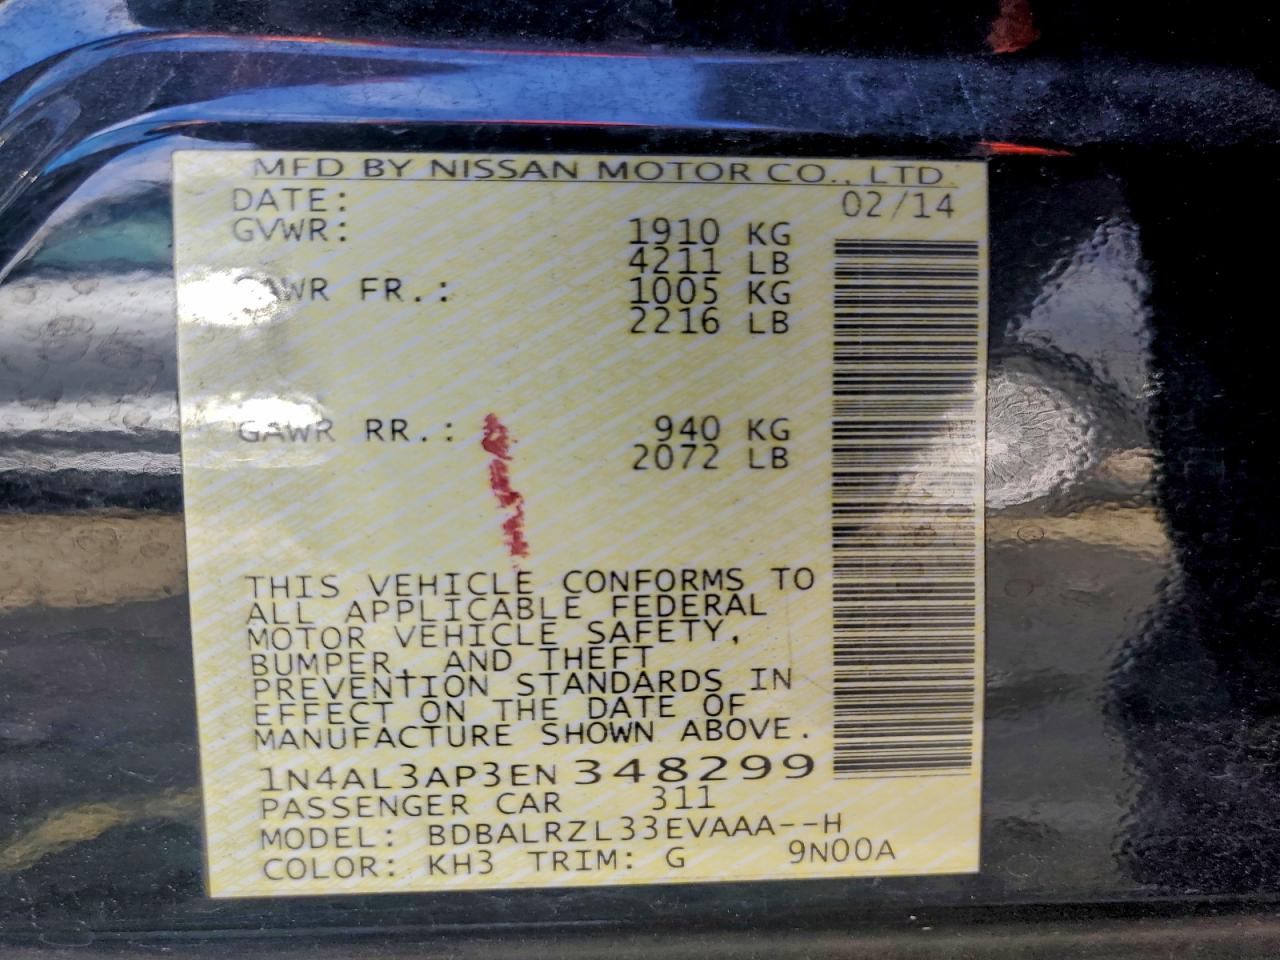 MFD BY NISSAN MOTOR CO., LTD.
DATE: 02/14
GVWR: 1910 KG
4211 LB
GAWR FR.: 1005 KG
2216 LB
GAWR RR.: 940 KG
2072 LB
THIS VEHICLE CONFORMS TO
ALL APPLICABLE FEDERAL
MOTOR VEHICLE SAFETY,
BUMPER, AND THEFT
PREVENTION STANDARDS IN
EFFECT ON THE DATE OF
MANUFACTURE SHOWN ABOVE.
1N4AL3AP3EN348299
PASSENGER CAR 311
MODEL: BDBALRZL33EVAAA--H
COLOR: KH3 TRIM: G 9N00A